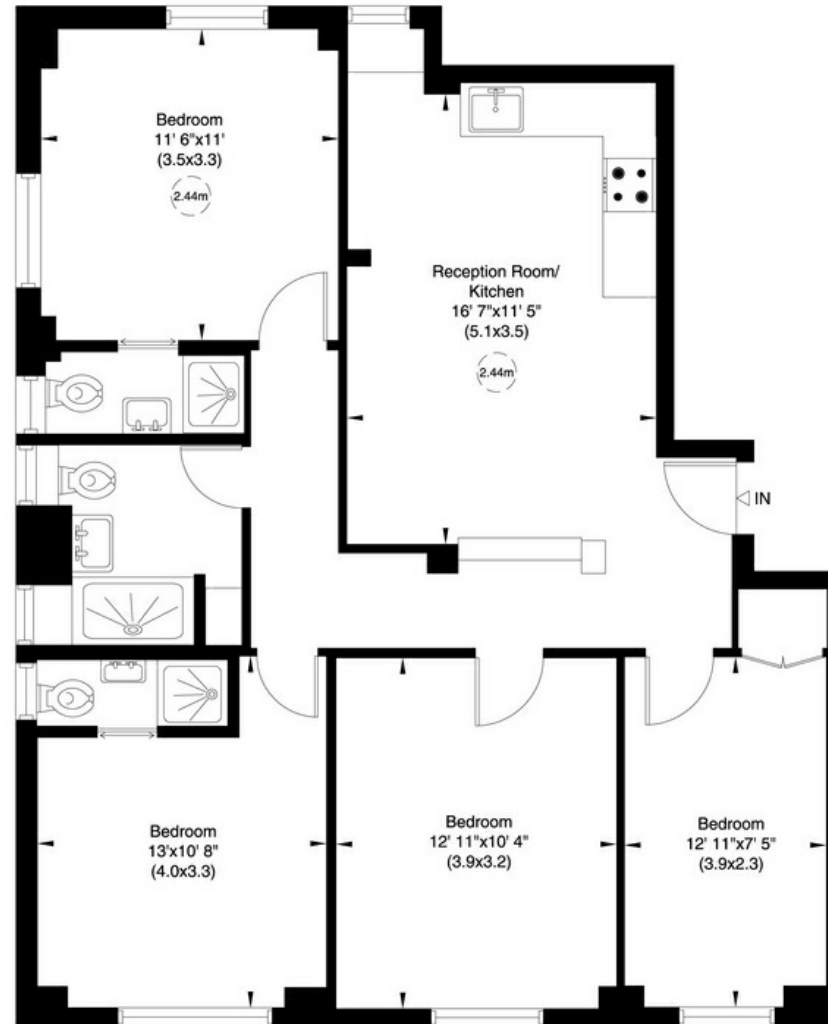 Bedroom
11' 6"x11'
(3.5x3.3)
2.44m
Reception Room/
Kitchen
16' 7"x11' 5"
(5.1x3.5)
2.44m
IN
Bedroom
13'x10' 8"
(4.0x3.3)
Bedroom
12' 11"x10' 4"
(3.9x3.2)
Bedroom
12' 11"x7' 5"
(3.9x2.3)